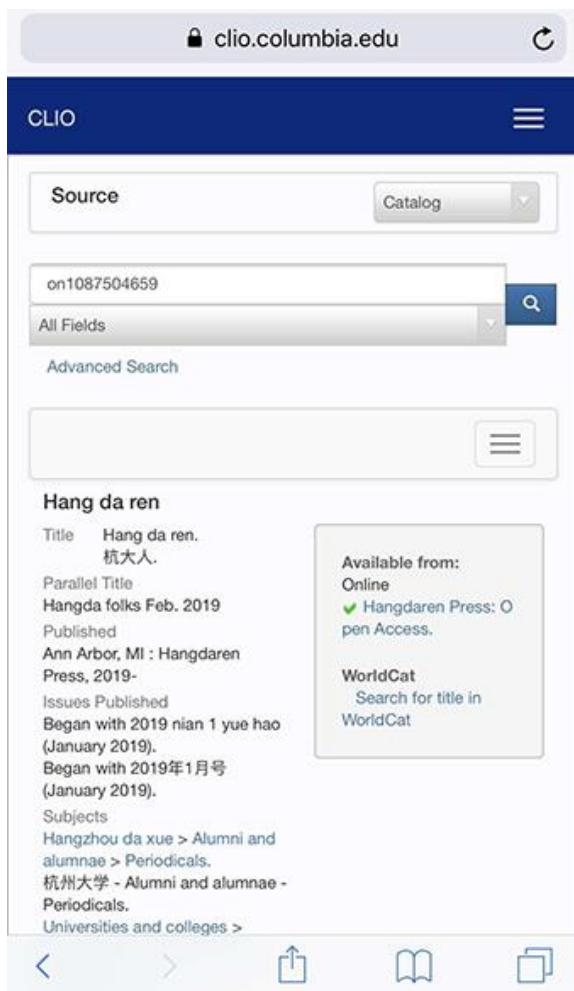 clio.columbia.edu
CLIO
Source
Catalog
on1087504659
All Fields
Advanced Search
Hang da ren
Title Hang da ren.
杭大人.
Parallel Title
Hangda folks Feb. 2019
Published
Ann Arbor, MI : Hangdaren
Press, 2019-
Issues Published
Began with 2019 nian 1 yue hao
(January 2019).
Began with 2019年1月号
(January 2019).
Subjects
Hangzhou da xue > Alumni and
alumnae > Periodicals.
杭州大学 - Alumni and alumnae -
Periodicals.
Universities and colleges >
Available from:
Online
Hangdaren Press: O
pen Access.
WorldCat
Search for title in
WorldCat